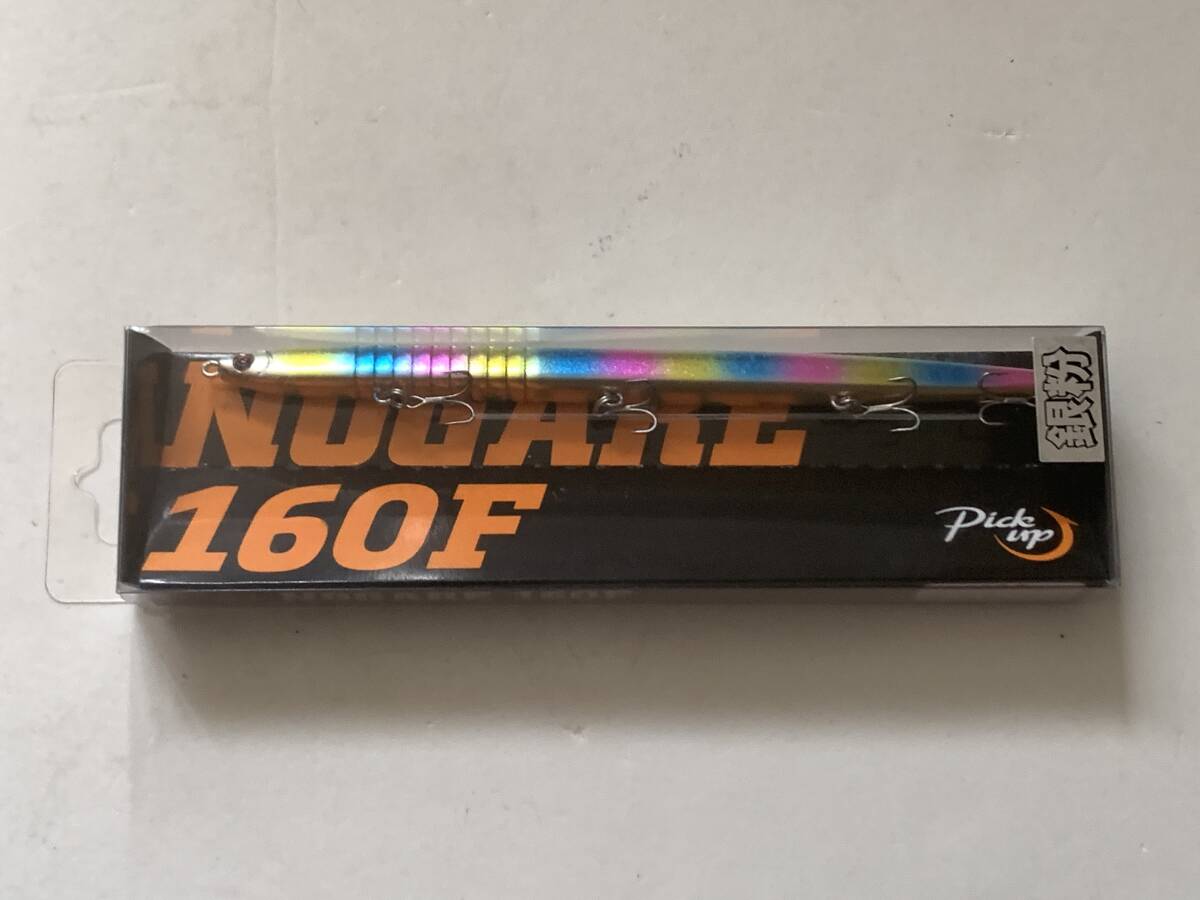 NOGARE
160F
銀粉
Pick
up